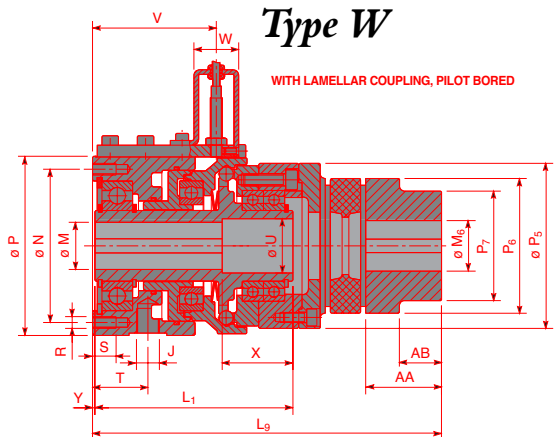 Type W
WITH LAMELLAR COUPLING, PILOT BORED
V
W
ø P
ø N
ø M
ø U
ø M6
P7
P6
ø P5
R
S
T
J
X
Y
L1
L9
AB
AA